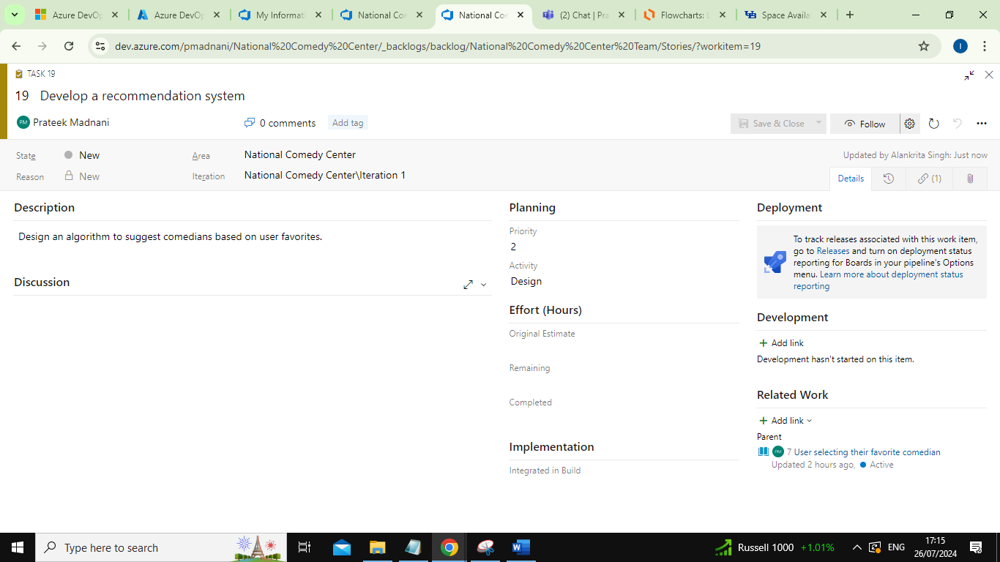 Azure DevOp
Azure DevOp
My Informati
National Cor
National Cor
(2) Chat | Pra
Flowcharts: L
Space Availa
dev.azure.com/pmadnani/National%20Comedy%20Center/_backlogs/backlog/National%20Comedy%20Center%20Team/Stories/?workitem=19
I
TASK 19
19 Develop a recommendation system
PM Prateek Madnani
0 comments
Add tag
Save & Close
Follow
State
New
Area
National Comedy Center
Updated by Alankrita Singh: Just now
Reason
New
Iteration
National Comedy Center\Iteration 1
Details
(1)
Description
Design an algorithm to suggest comedians based on user favorites.
Discussion
Planning
Priority
2
Activity
Design
Effort (Hours)
Original Estimate
Remaining
Completed
Implementation
Integrated in Build
Deployment
To track releases associated with this work item,
go to Releases and turn on deployment status
reporting for Boards in your pipeline's Options
menu. Learn more about deployment status
reporting
Development
Add link
Development hasn't started on this item.
Related Work
Add link
Parent
PM 7 User selecting their favorite comedian
Updated 2 hours ago, Active
Type here to search
Russell 1000 +1.01%
ENG
17:15
26/07/2024